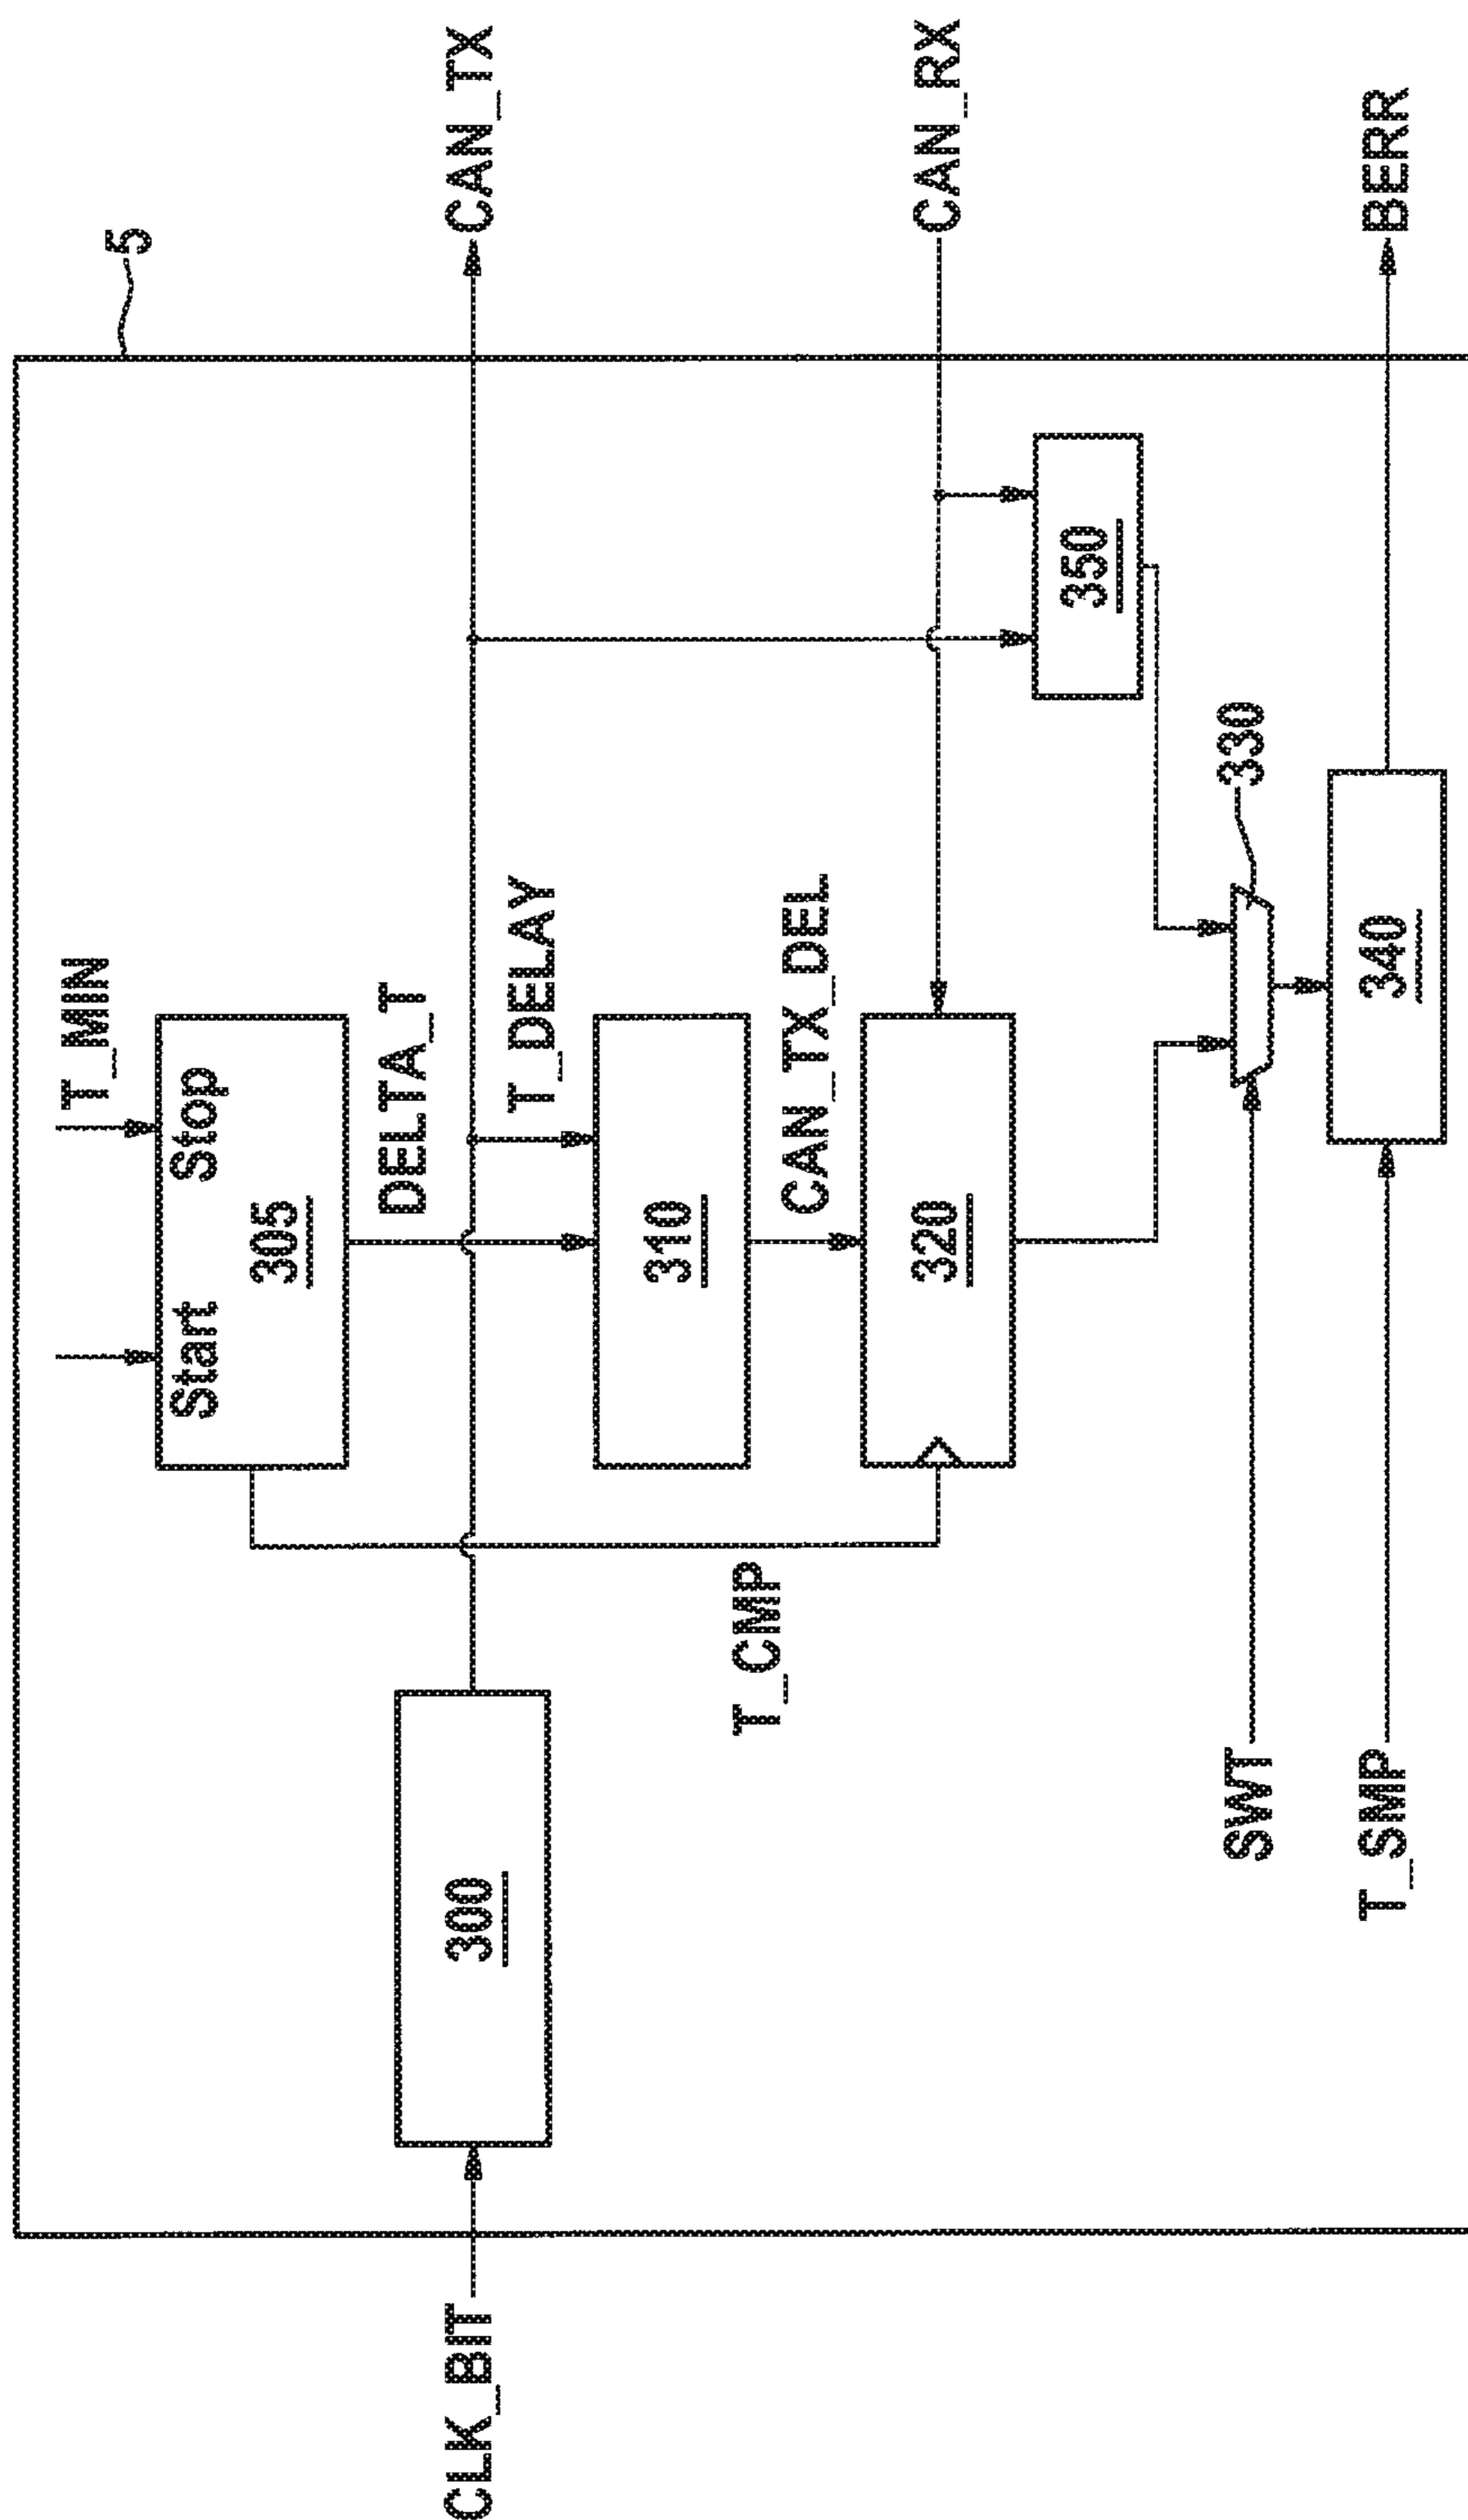 5
T_MIN
Start
Stop
305
DELTA_T
CLK_BIT
300
CAN_TX
T_DELAY
310
T_CMP
CAN_TX_DEL
320
CAN_RX
350
SWT
330
T_SMP
340
BERR